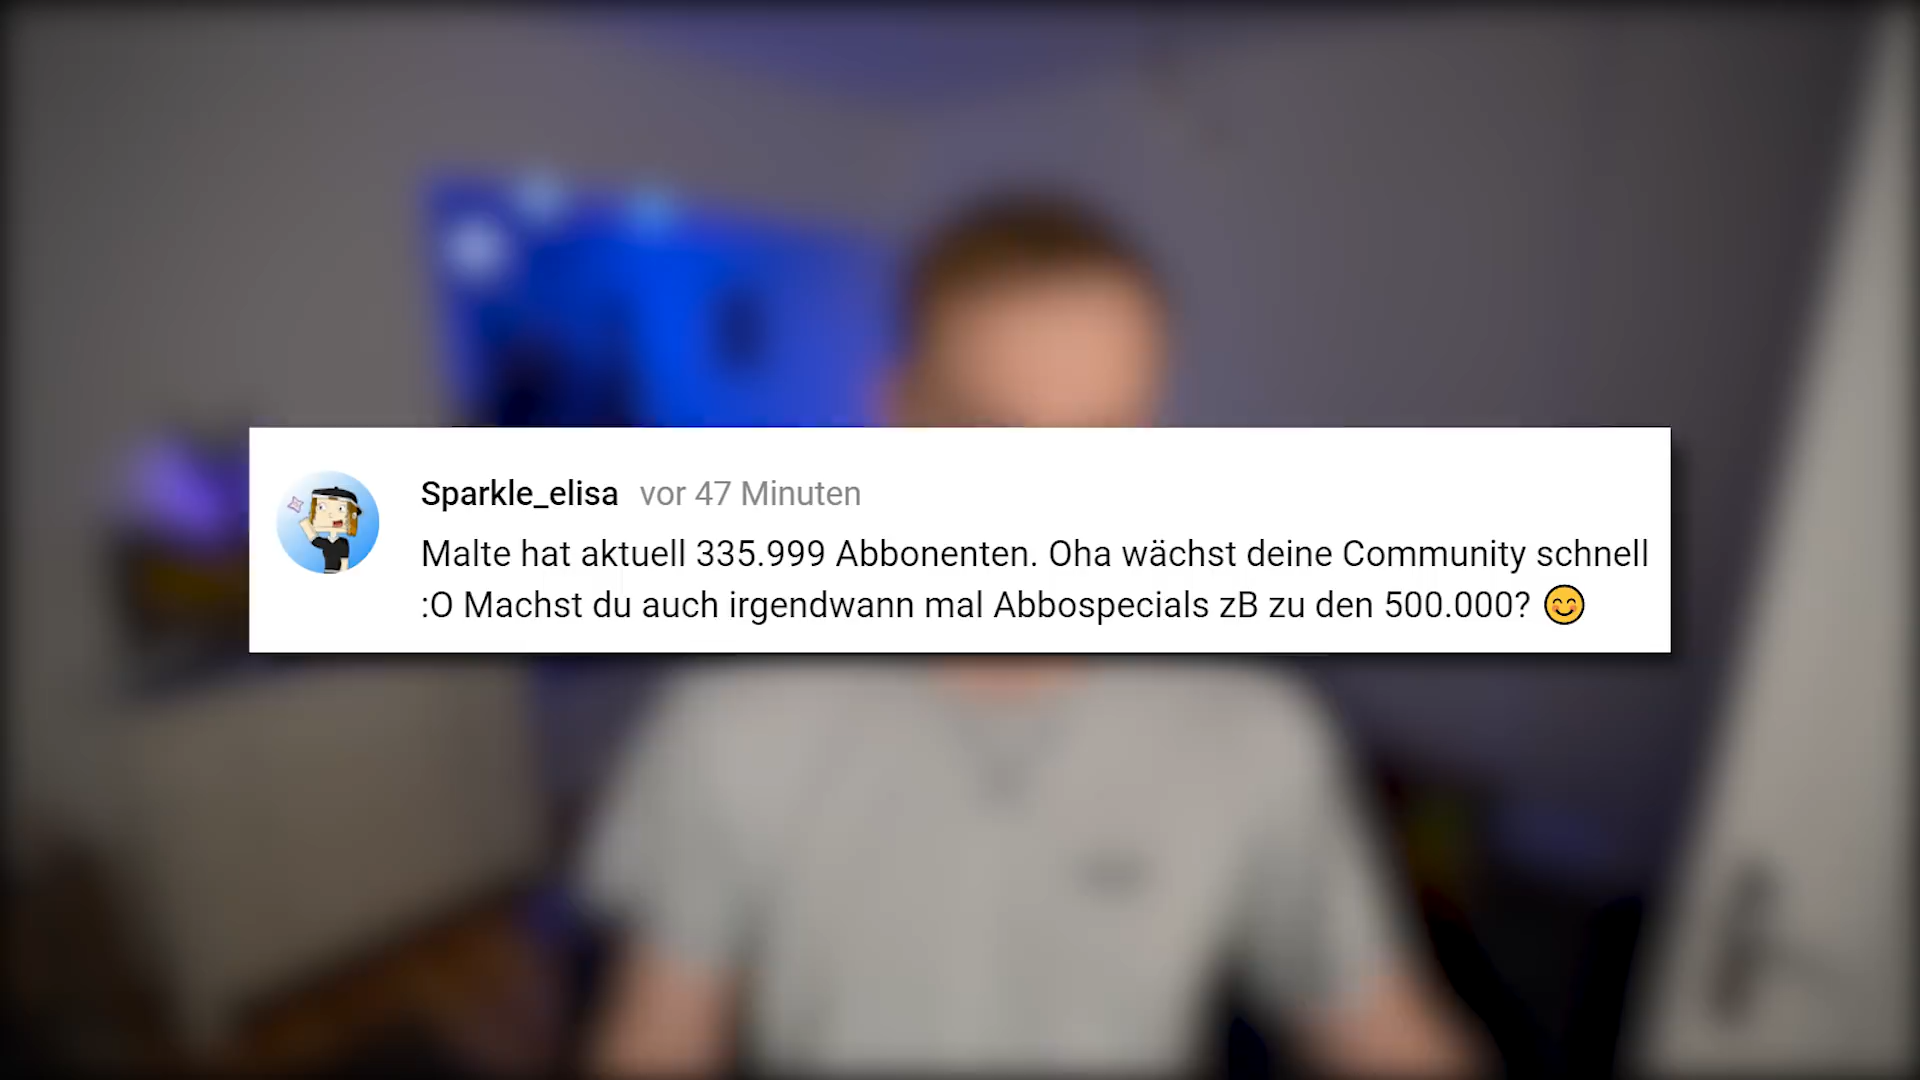 Sparkle_elisa vor 47 Minuten
Malte hat aktuell 335.999 Abbonenten. Oha wächst deine Community schnell
:O Machst du auch irgendwann mal Abbospecials zB zu den 500.000? 😊